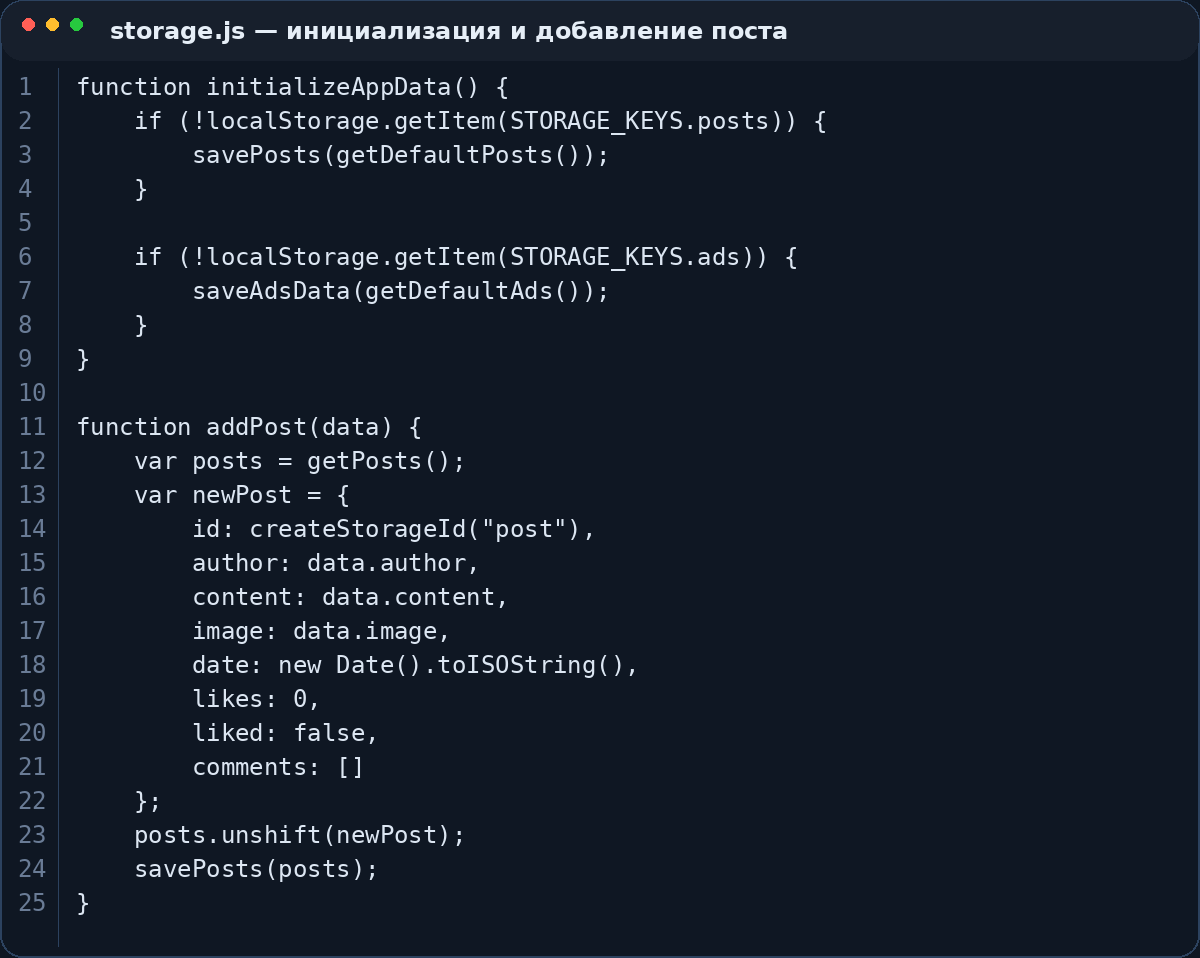 storage.js — инициализация и добавление поста
1 function initializeAppData() {
2     if (!localStorage.getItem(STORAGE_KEYS.posts)) {
3         savePosts(getDefaultPosts());
4     }
5
6     if (!localStorage.getItem(STORAGE_KEYS.ads)) {
7         saveAdsData(getDefaultAds());
8     }
9 }
10
11 function addPost(data) {
12     var posts = getPosts();
13     var newPost = {
14         id: createStorageId("post"),
15         author: data.author,
16         content: data.content,
17         image: data.image,
18         date: new Date().toISOString(),
19         likes: 0,
20         liked: false,
21         comments: []
22     };
23     posts.unshift(newPost);
24     savePosts(posts);
25 }